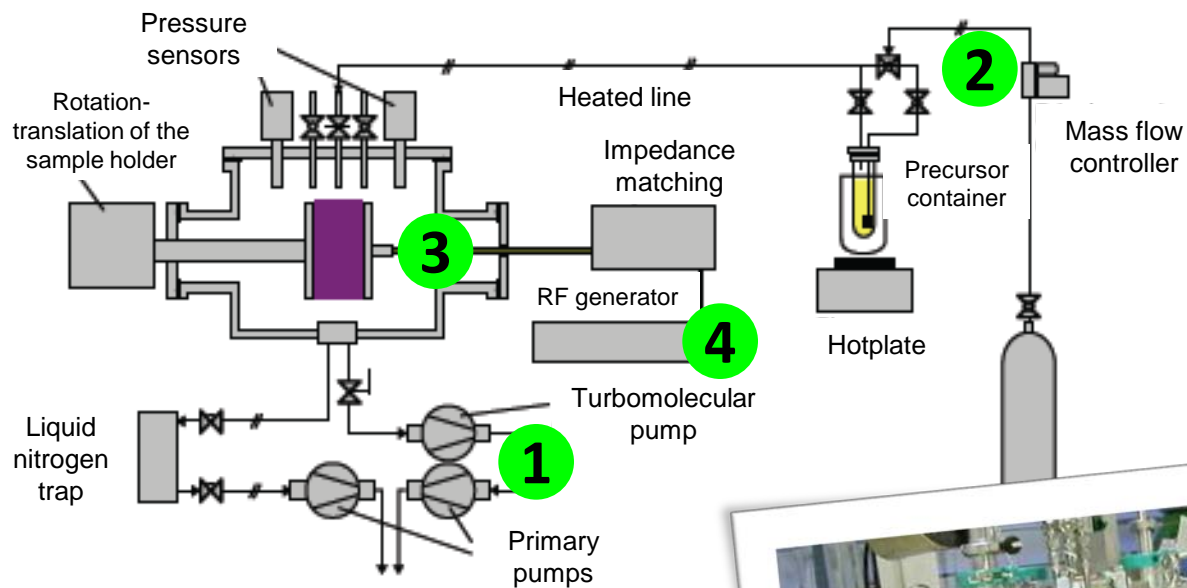 Pressure
sensors
Rotation-
translation of the
sample holder
Heated line
2
Mass flow
controller
Impedance
matching
Precursor
container
3
RF generator
4
Hotplate
Turbomolecular
pump
Liquid
nitrogen
trap
1
Primary
pumps